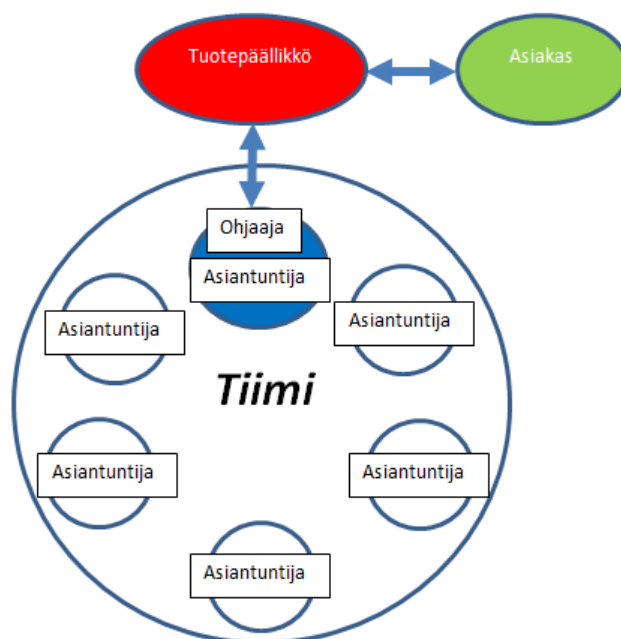 Tuotepäällikkö
Asiakas
Ohjaaja
Asiantuntija
Asiantuntija
Asiantuntija
Tiimi
Asiantuntija
Asiantuntija
Asiantuntija